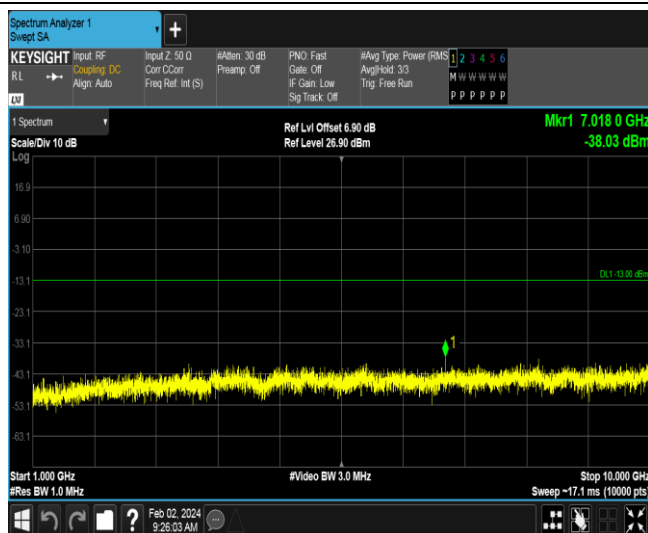 Spectrum Analyzer 1
Swept SA
+
KEYSIGHT
RL
LXI
Input: RF
Coupling: DC
Align: Auto
Input Z: 50 Ω
Corr CCorr
Freq Ref: Int (S)
#Atten: 30 dB
Preamp: Off
PNO: Fast
Gate: Off
IF Gain: Low
Sig Track: Off
#Avg Type: Power (RMS
Avg|Hold: 3/3
Trig: Free Run
1 2 3 4 5 6
M W W W W W
P P P P P P
1 Spectrum
Scale/Div 10 dB
Ref Lvl Offset 6.90 dB
Ref Level 26.90 dBm
Mkr1 7.018 0 GHz
-38.03 dBm
Log
16.9
6.90
-3.10
-13.1
DL1 -13.00 dBm
-23.1
-33.1
1
-43.1
-53.1
-63.1
Start 1.000 GHz
#Video BW 3.0 MHz
Stop 10.000 GHz
#Res BW 1.0 MHz
Sweep ~17.1 ms (10000 pts)
?
Feb 02, 2024
9:26:03 AM